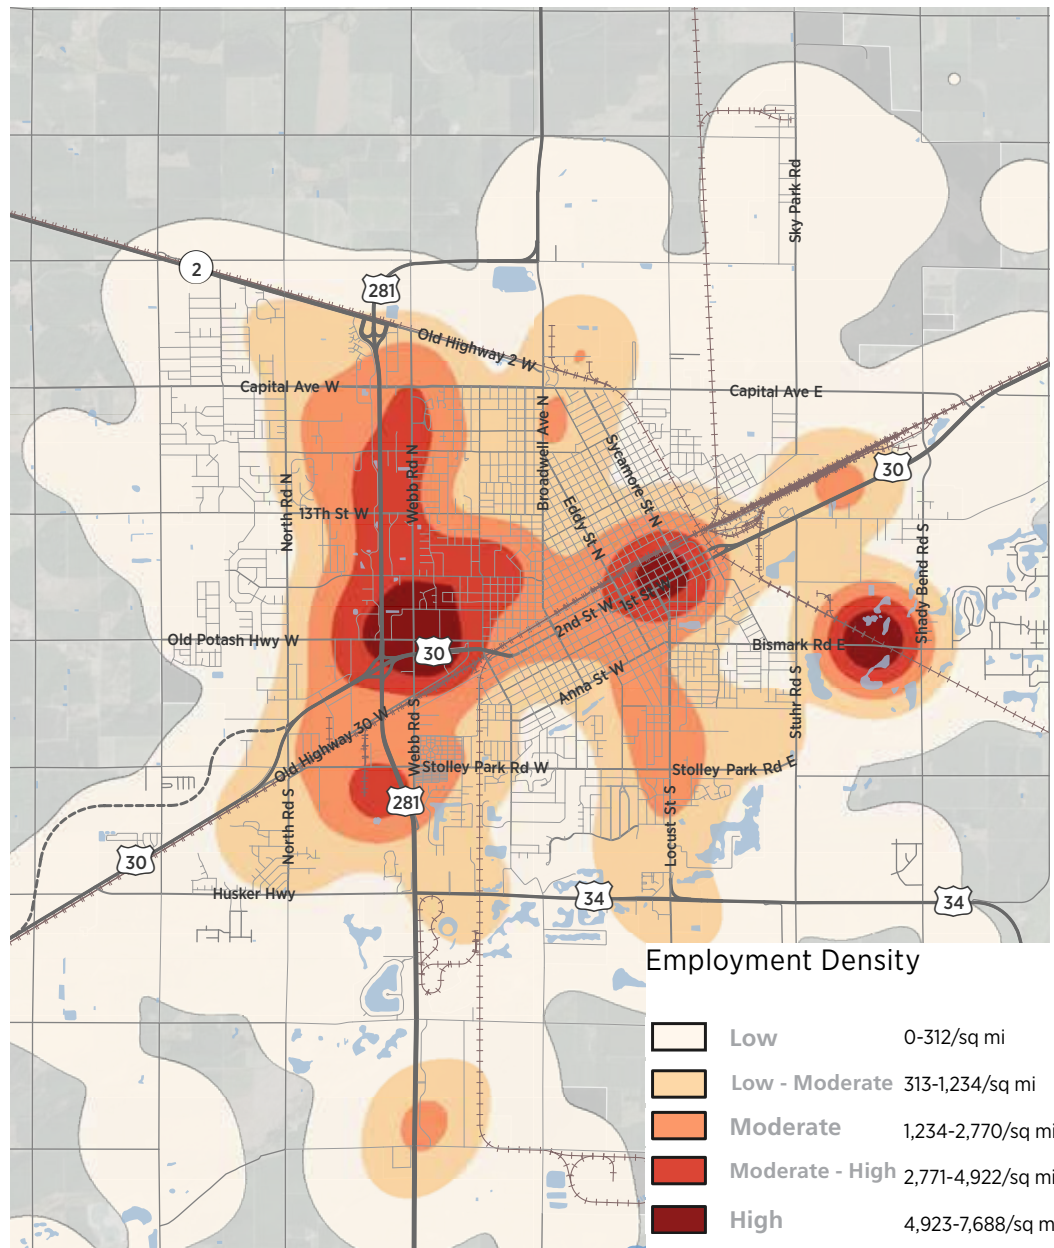 Sky Park Rd
2
281
Old Highway 2 W
Capital Ave W
Capital Ave E
Broadwell Ave N
Sycamore St N
Webb Rd N
30
North Rd N
13Th St W
Eddy St N
Shady Bend Rd S
2nd St W
1st St W
Old Potash Hwy W
30
Bismark Rd E
Anna St W
Stuhr Rd S
Webb Rd S
Old Highway 30 W
Stolley Park Rd W
Stolley Park Rd E
281
North Rd S
Locust St S
30
Husker Hwy
34
34
Employment Density
Low 0-312/sq mi
Low - Moderate 313-1,234/sq mi
Moderate 1,234-2,770/sq mi
Moderate - High 2,771-4,922/sq mi
High 4,923-7,688/sq m